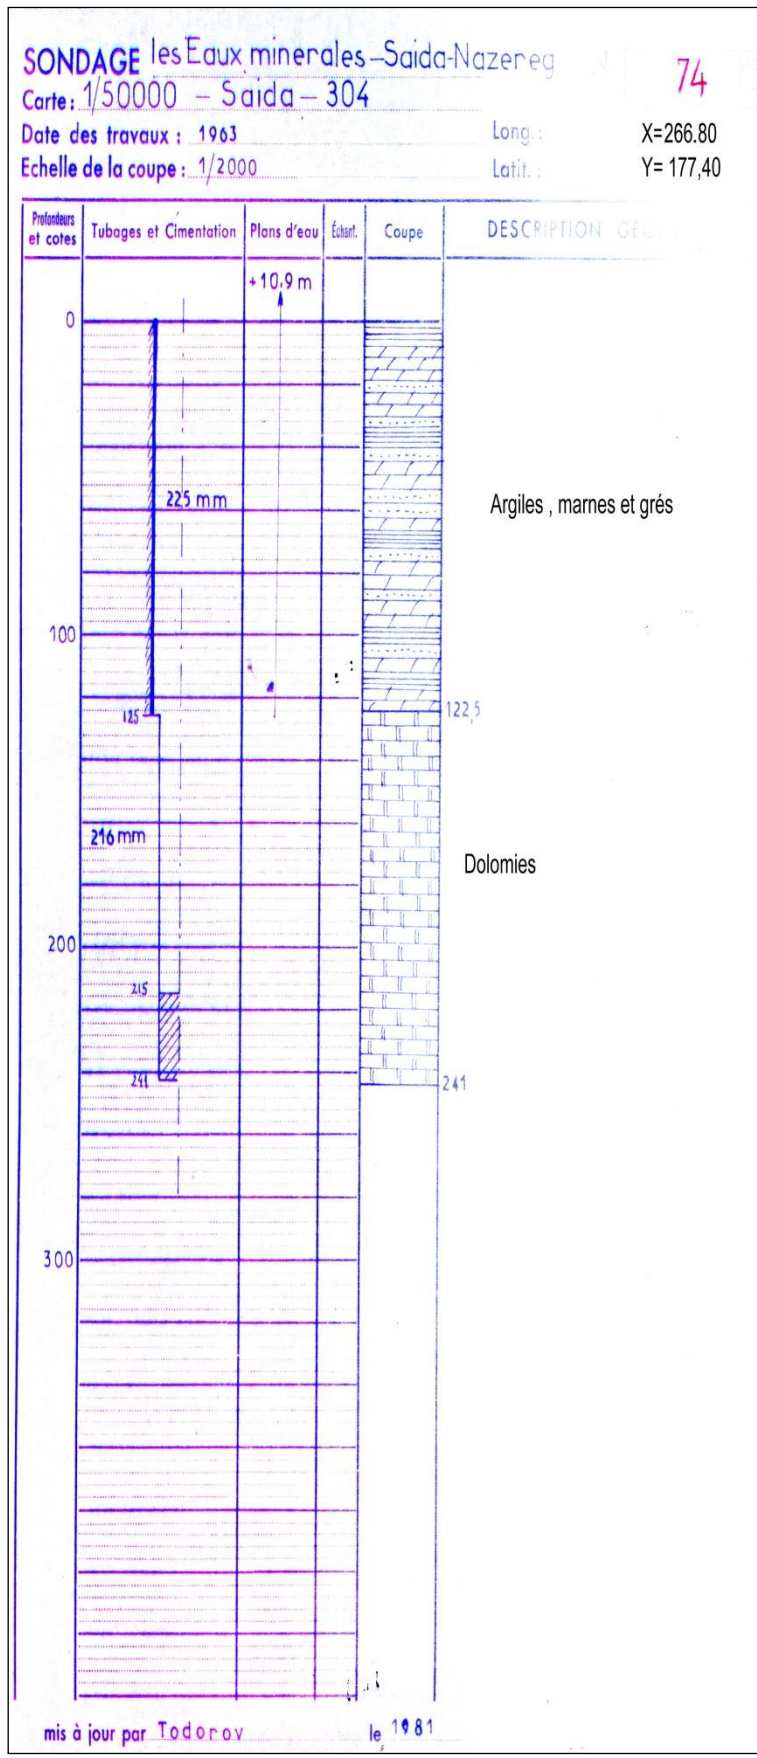 SONDAGE les Eaux minerales-Saida-Nazereg
74
Carte: 1/50000 - Saida - 304
Date des travaux : 1963
Long. :
X=266.80
Echelle de la coupe : 1/2000
Latit. :
Y= 177,40
Profondeurs et cotes
Tubages et Cimentation
Plans d'eau
Échant.
Coupe
DESCRIPTION
+10.9 m
0
225 mm
Argiles , marnes et grés
100
125
122,5
216 mm
Dolomies
200
215
241
241
300
mis à jour par Todorov
le 1981